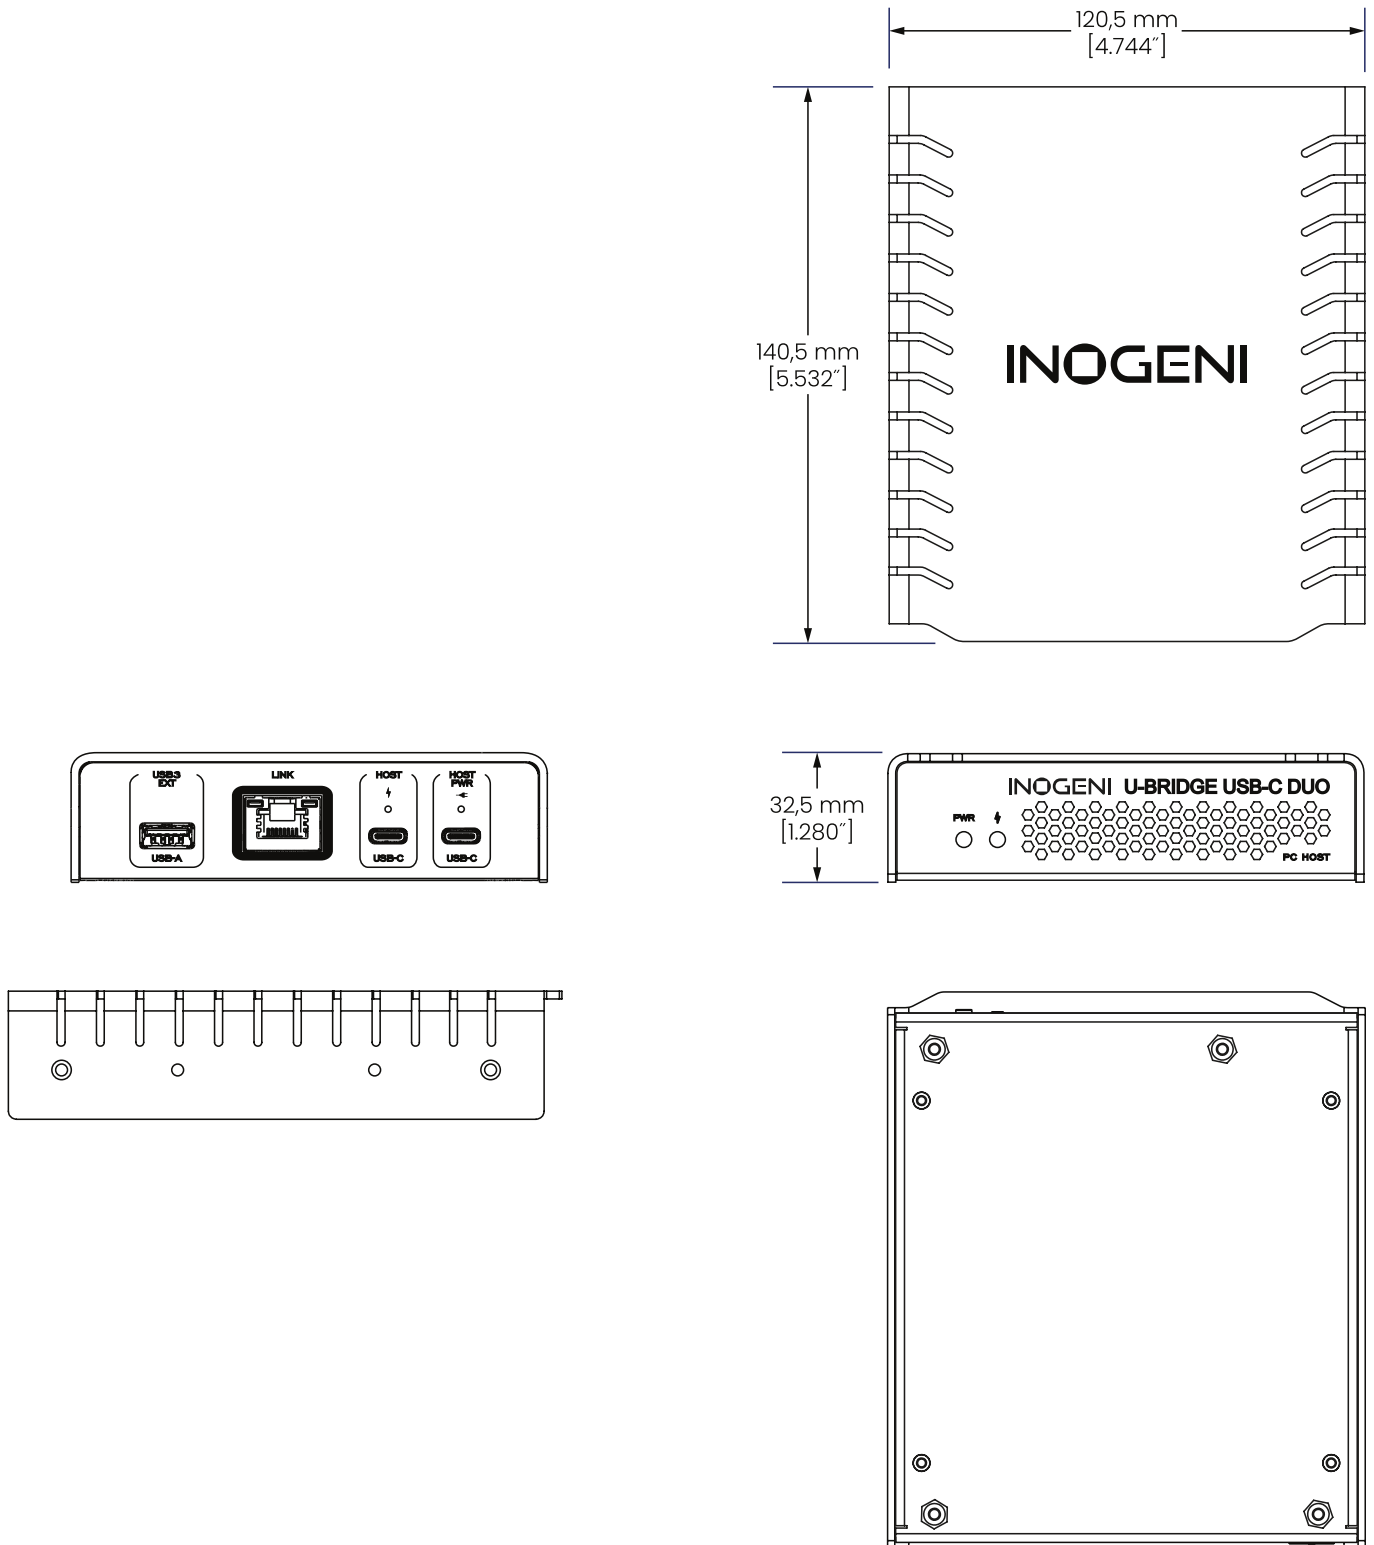 120,5 mm
[4.744″]
140,5 mm
[5.532″]
INOGENI
USB3
EXT
LINK
HOST
HOST
PWR
USB-A
USB-C
USB-C
32,5 mm
[1.280″]
INOGENI U-BRIDGE USB-C DUO
PWR
PC HOST